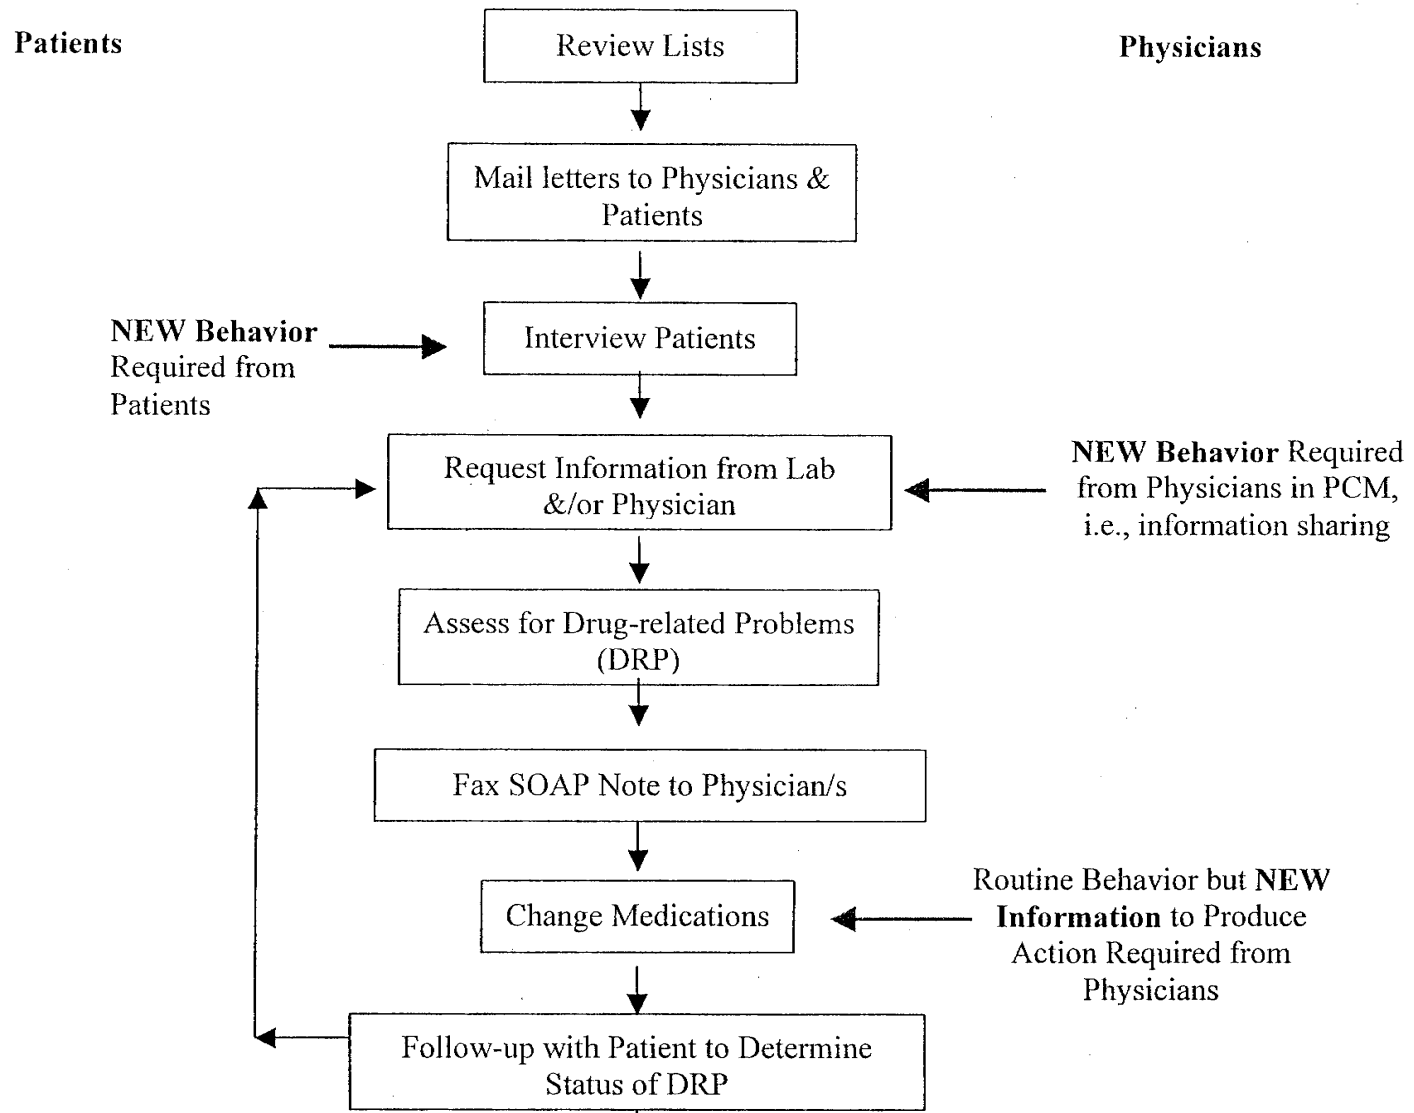 Patients
Review Lists
Physicians
Mail letters to Physicians &
Patients
NEW Behavior
Required from
Patients
Interview Patients
Request Information from Lab
&/or Physician
NEW Behavior Required
from Physicians in PCM,
i.e., information sharing
Assess for Drug-related Problems
(DRP)
Fax SOAP Note to Physician/s
Change Medications
Routine Behavior but NEW
Information to Produce
Action Required from
Physicians
Follow-up with Patient to Determine
Status of DRP